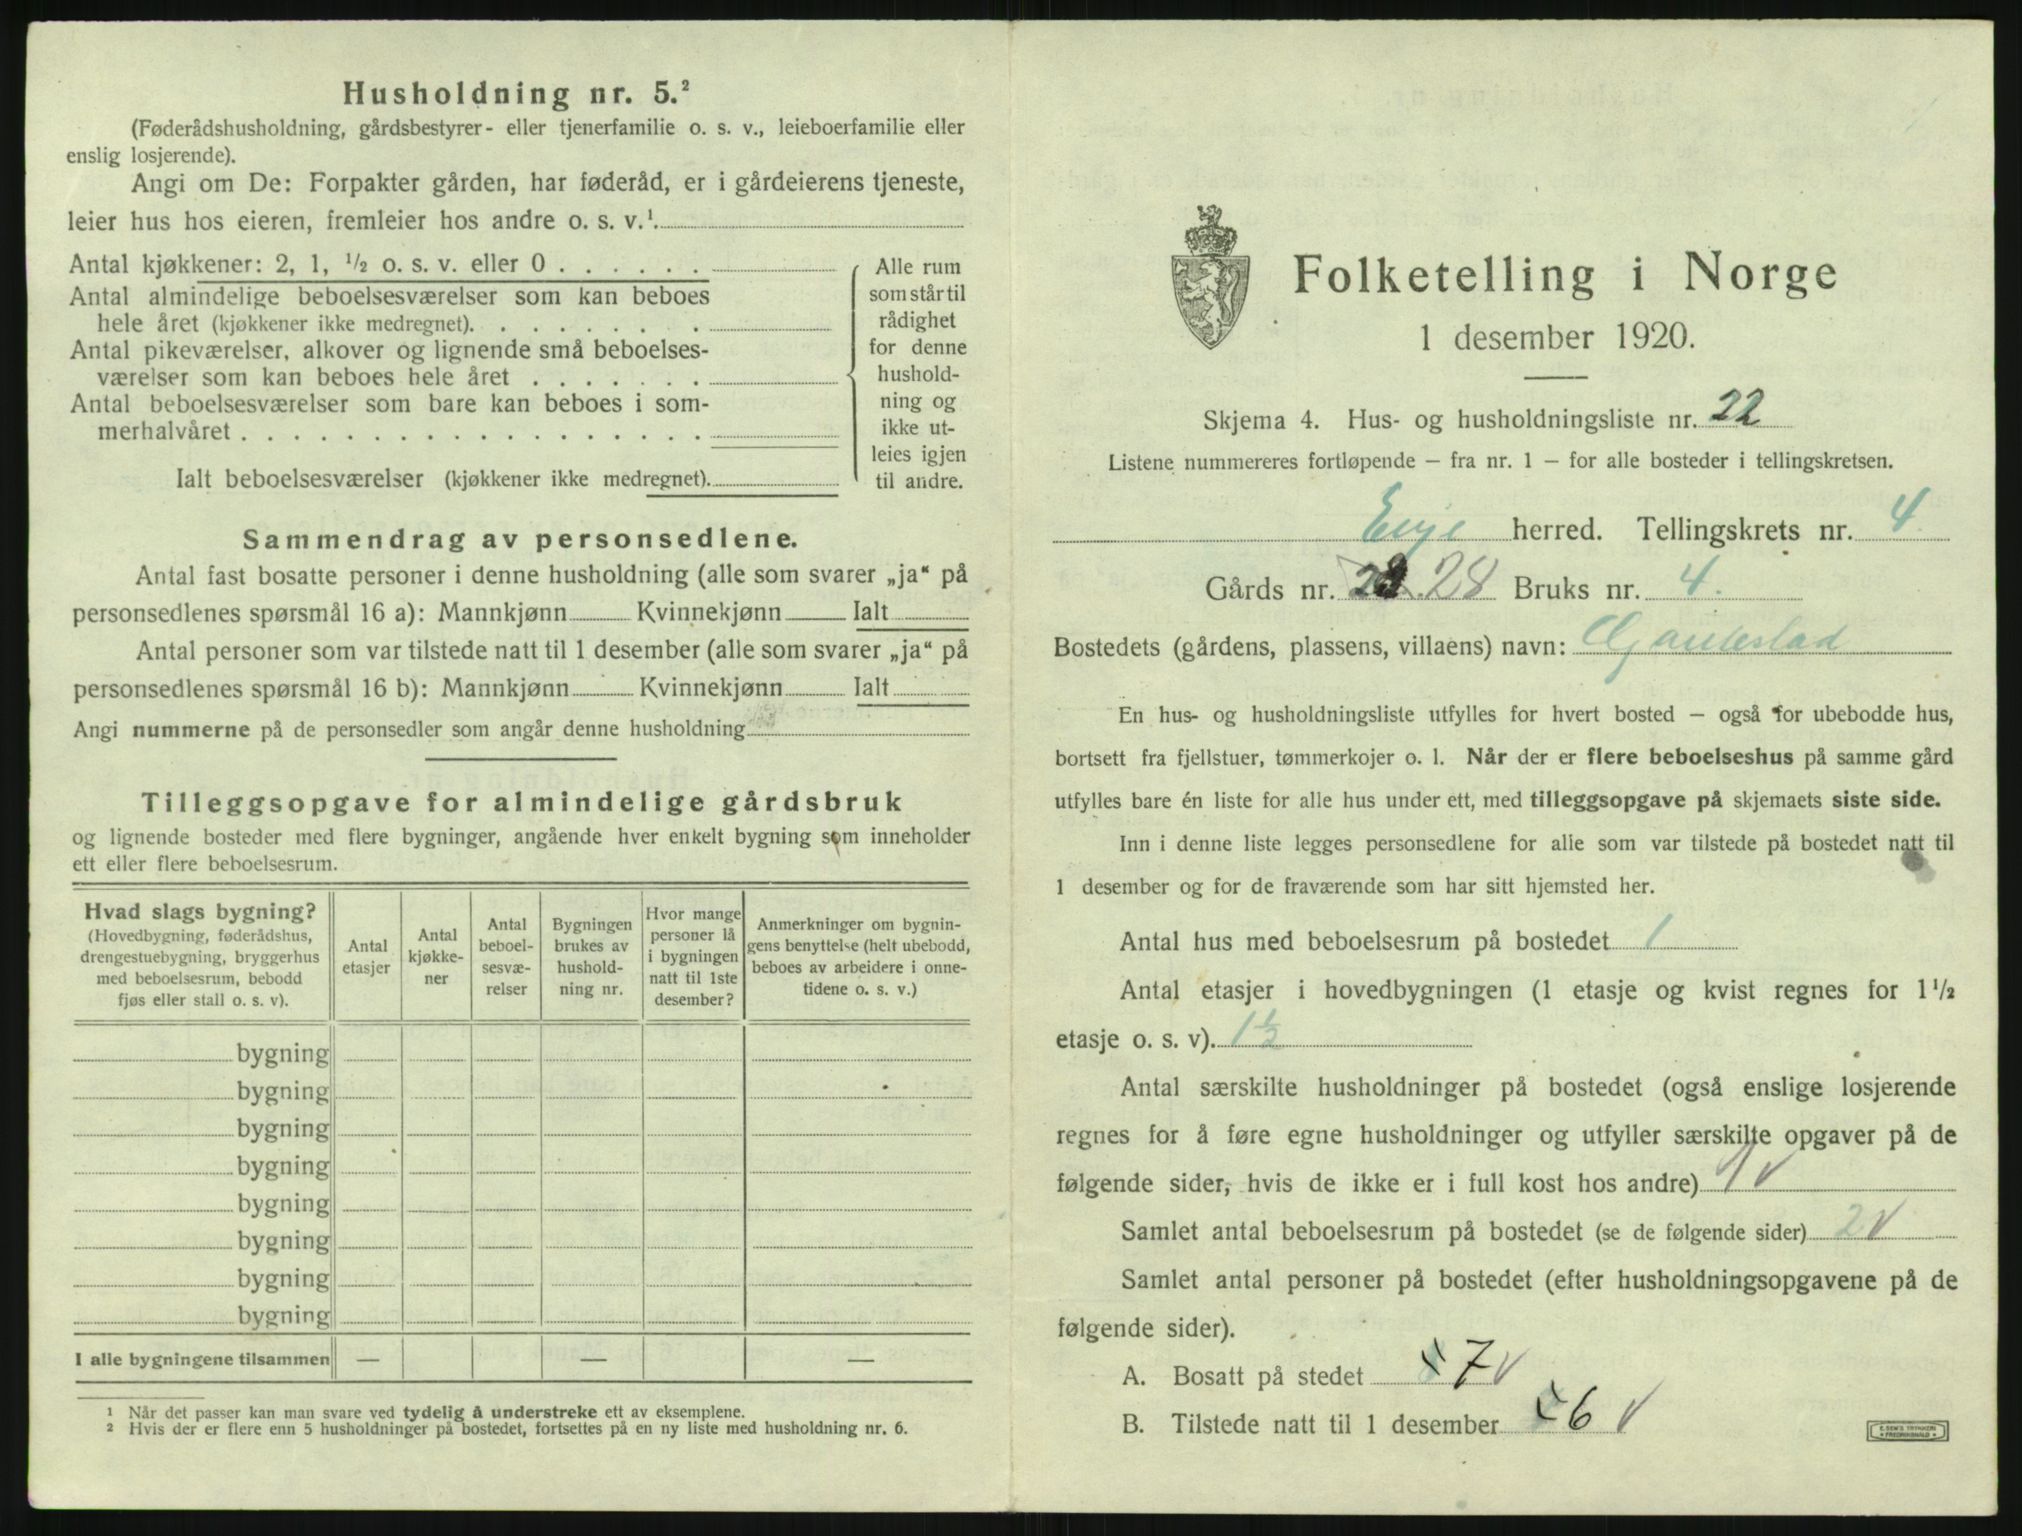 Husholdning nr. 5.²
(Føderådshusholdning, gårdsbestyrer- eller tjenerfamilie o. s. v., leieboerfamilie eller
enslig losjerende).
Angi om De: Forpakter gården, har føderåd, er i gårdeierens tjeneste,
leier hus hos eieren, fremleier hos andre o. s. v.¹
Antal kjøkkener: 2, 1, ½ o. s. v. eller 0 . . . . . .
Antal almindelige beboelsesværelser som kan beboes
hele året (kjøkkener ikke medregnet). . . . . . . .
Antal pikeværelser, alkover og lignende små beboelses-
værelser som kan beboes hele året . . . . . . .
Antal beboelsesværelser som bare kan beboes i som-
merhalvåret . . . . . . . . . . . . . . . . . .
Ialt beboelsesværelser (kjøkkener ikke medregnet).
Alle rum
som står til
rådighet
for denne
hushold-
ning og
ikke ut-
leies igjen
til andre.
Sammendrag av personsedlene.
Antal fast bosatte personer i denne husholdning (alle som svarer „ja“ på
personsedlenes spørsmål 16 a): Mannkjønn Kvinnekjønn Ialt
Antal personer som var tilstede natt til 1 desember (alle som svarer „ja“ på
personsedlenes spørsmål 16 b): Mannkjønn Kvinnekjønn Ialt
Angi nummerne på de personsedler som angår denne husholdning
Tilleggsopgave for almindelige gårdsbruk
og lignende bosteder med flere bygninger, angående hver enkelt bygning som inneholder
ett eller flere beboelsesrum.
Hvad slags bygning?
(Hovedbygning, føderådshus,
drengestuebygning, bryggerhus
med beboelsesrum, bebodd
fjøs eller stall o. s. v).
Antal
etasjer
Antal
kjøkke-
ner
Antal
beboel-
sesvæ-
relser
Bygningen
brukes av
hushold-
ning nr.
Hvor mange
personer lå
i bygningen
natt til 1ste
desember?
Anmerkninger om bygnin-
gens benyttelse (helt ubebodd,
beboes av arbeidere i onne-
tidene o. s. v.)
bygning
bygning
bygning
bygning
bygning
bygning
bygning
bygning
I alle bygningene tilsammen — — —
¹ Når det passer kan man svare ved tydelig å understreke ett av eksemplene.
² Hvis der er flere enn 5 husholdninger på bostedet, fortsettes på en ny liste med husholdning nr. 6.
Folketelling i Norge
1 desember 1920.
Skjema 4. Hus- og husholdningsliste nr. 22
Listene nummereres fortløpende – fra nr. 1 – for alle bosteder i tellingskretsen.
Evje herred. Tellingskrets nr. 4
Gårds nr. 28 Bruks nr. 4.
Bostedets (gårdens, plassens, villaens) navn:
En hus- og husholdningsliste utfylles for hvert bosted – også for ubebodde hus,
bortsett fra fjellstuer, tømmerkojer o. l. Når der er flere beboelseshus på samme gård
utfylles bare én liste for alle hus under ett, med tilleggsopgave på skjemaets siste side.
Inn i denne liste legges personsedlene for alle som var tilstede på bostedet natt til
1 desember og for de fraværende som har sitt hjemsted her.
Antal hus med beboelsesrum på bostedet 1
Antal etasjer i hovedbygningen (1 etasje og kvist regnes for 1½
etasje o. s. v). 1½
Antal særskilte husholdninger på bostedet (også enslige losjerende
regnes for å føre egne husholdninger og utfyller særskilte opgaver på de
følgende sider, hvis de ikke er i full kost hos andre) 1 v
Samlet antal beboelsesrum på bostedet (se de følgende sider) 2 v
Samlet antal personer på bostedet (efter husholdningsopgavene på de
følgende sider).
A. Bosatt på stedet 7 v
B. Tilstede natt til 1 desember 6 v